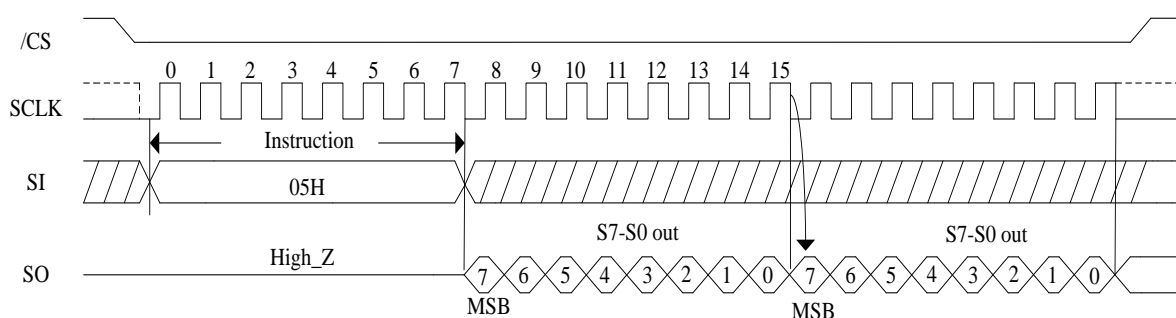 /CS
0 1 2 3 4 5 6 7 8 9 10 11 12 13 14 15
SCLK
Instruction
SI
05H
S7-S0 out S7-S0 out
High_Z
SO
7 6 5 4 3 2 1 0 7 6 5 4 3 2 1 0
MSB MSB